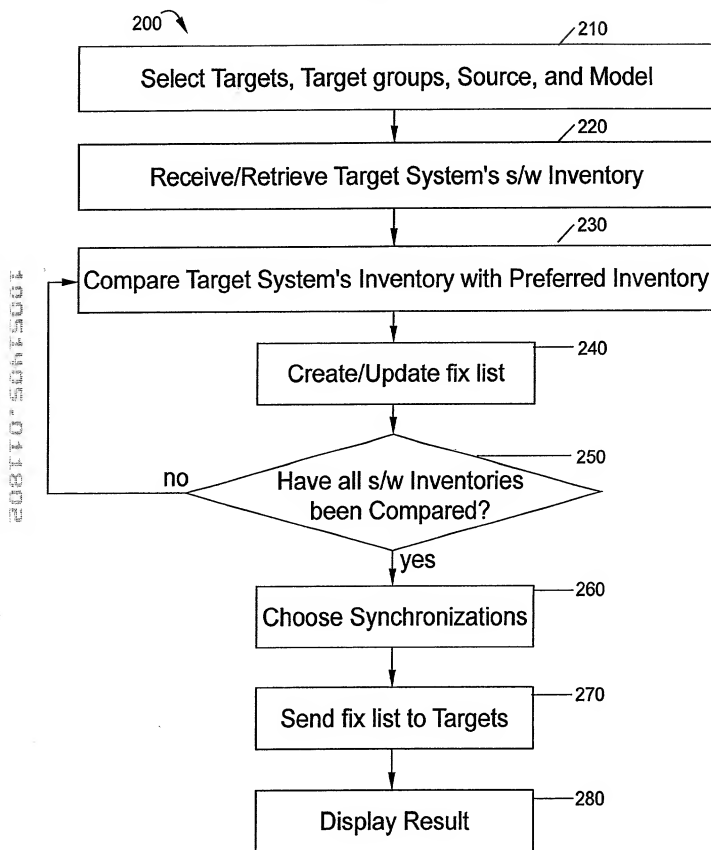 200
210
Select Targets, Target groups, Source, and Model
220
Receive/Retrieve Target System's s/w Inventory
230
Compare Target System's Inventory with Preferred Inventory
240
Create/Update fix list
250
Have all s/w Inventories
been Compared?
no
yes
260
Choose Synchronizations
270
Send fix list to Targets
280
Display Result
10051405.011802